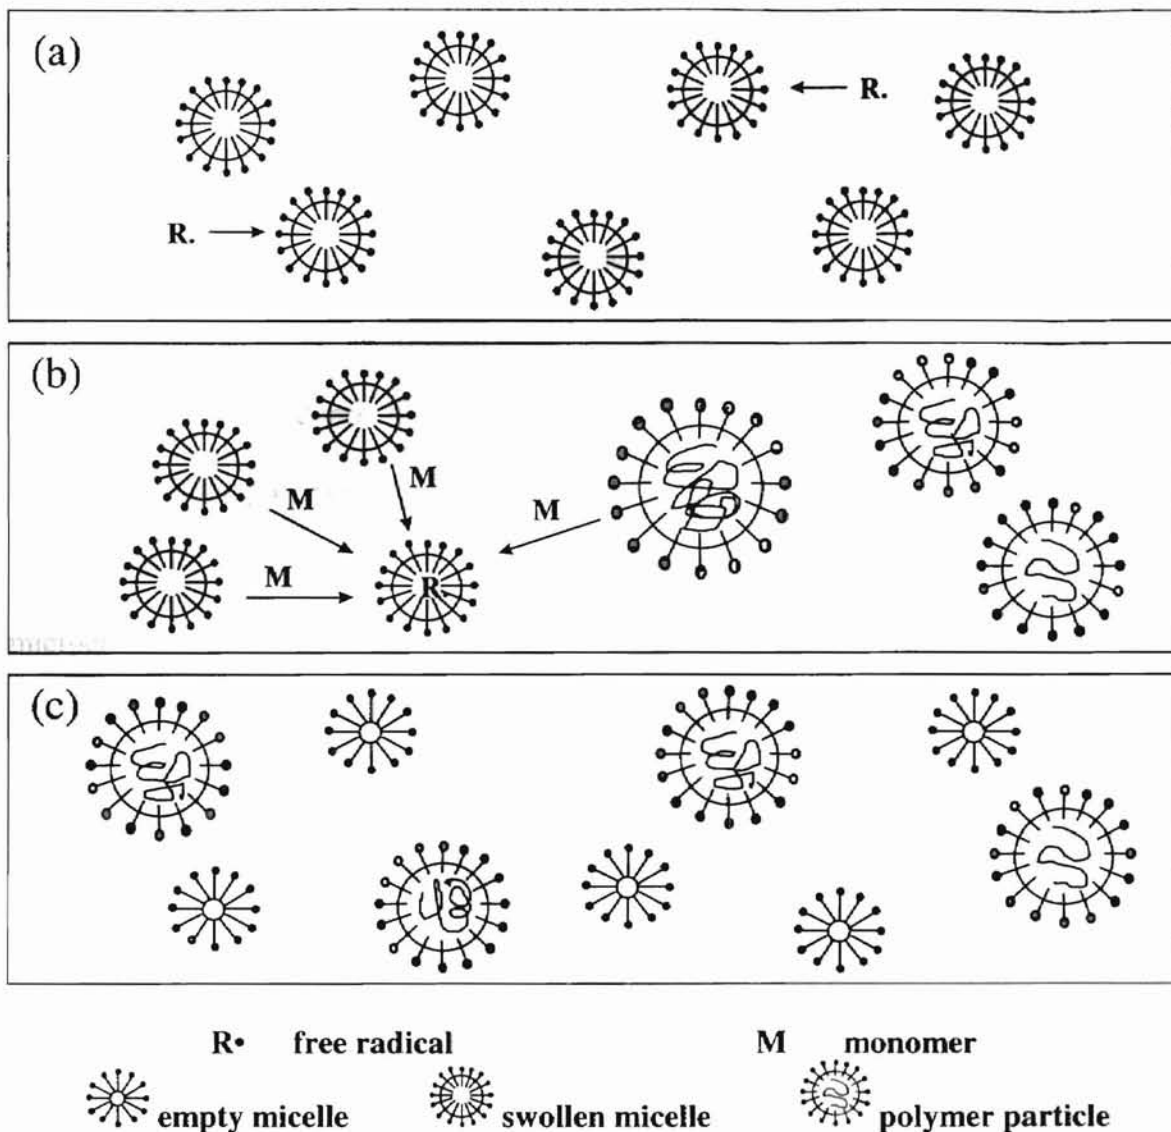 (a)
R.
R.
(b)
M
M
M
M
R.
(c)
R• free radical M monomer
empty micelle swollen micelle polymer particle